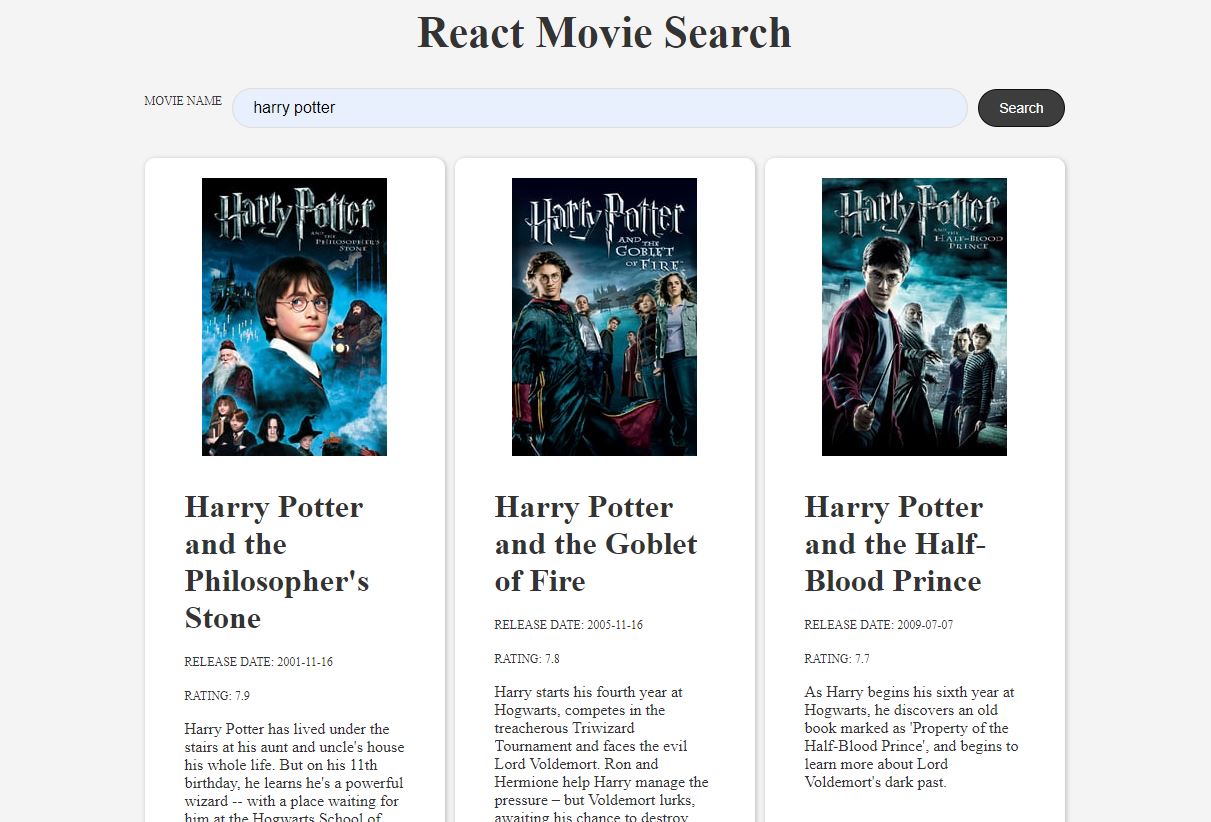 React Movie Search
MOVIE NAME
harry potter
Search
Harry Potter
AND THE
PHILOSOPHER'S
STONE
Harry Potter
AND THE
GOBLET
OF FIRE
Harry Potter
AND THE
HALF-BLOOD
PRINCE
Harry Potter
and the
Philosopher's
Stone
RELEASE DATE: 2001-11-16
RATING: 7.9
Harry Potter has lived under the
stairs at his aunt and uncle's house
his whole life. But on his 11th
birthday, he learns he's a powerful
wizard -- with a place waiting for
him at the Hogwarts School of
Harry Potter
and the Goblet
of Fire
RELEASE DATE: 2005-11-16
RATING: 7.8
Harry starts his fourth year at
Hogwarts, competes in the
treacherous Triwizard
Tournament and faces the evil
Lord Voldemort. Ron and
Hermione help Harry manage the
pressure – but Voldemort lurks,
awaiting his chance to destroy
Harry Potter
and the Half-
Blood Prince
RELEASE DATE: 2009-07-07
RATING: 7.7
As Harry begins his sixth year at
Hogwarts, he discovers an old
book marked as 'Property of the
Half-Blood Prince', and begins to
learn more about Lord
Voldemort's dark past.